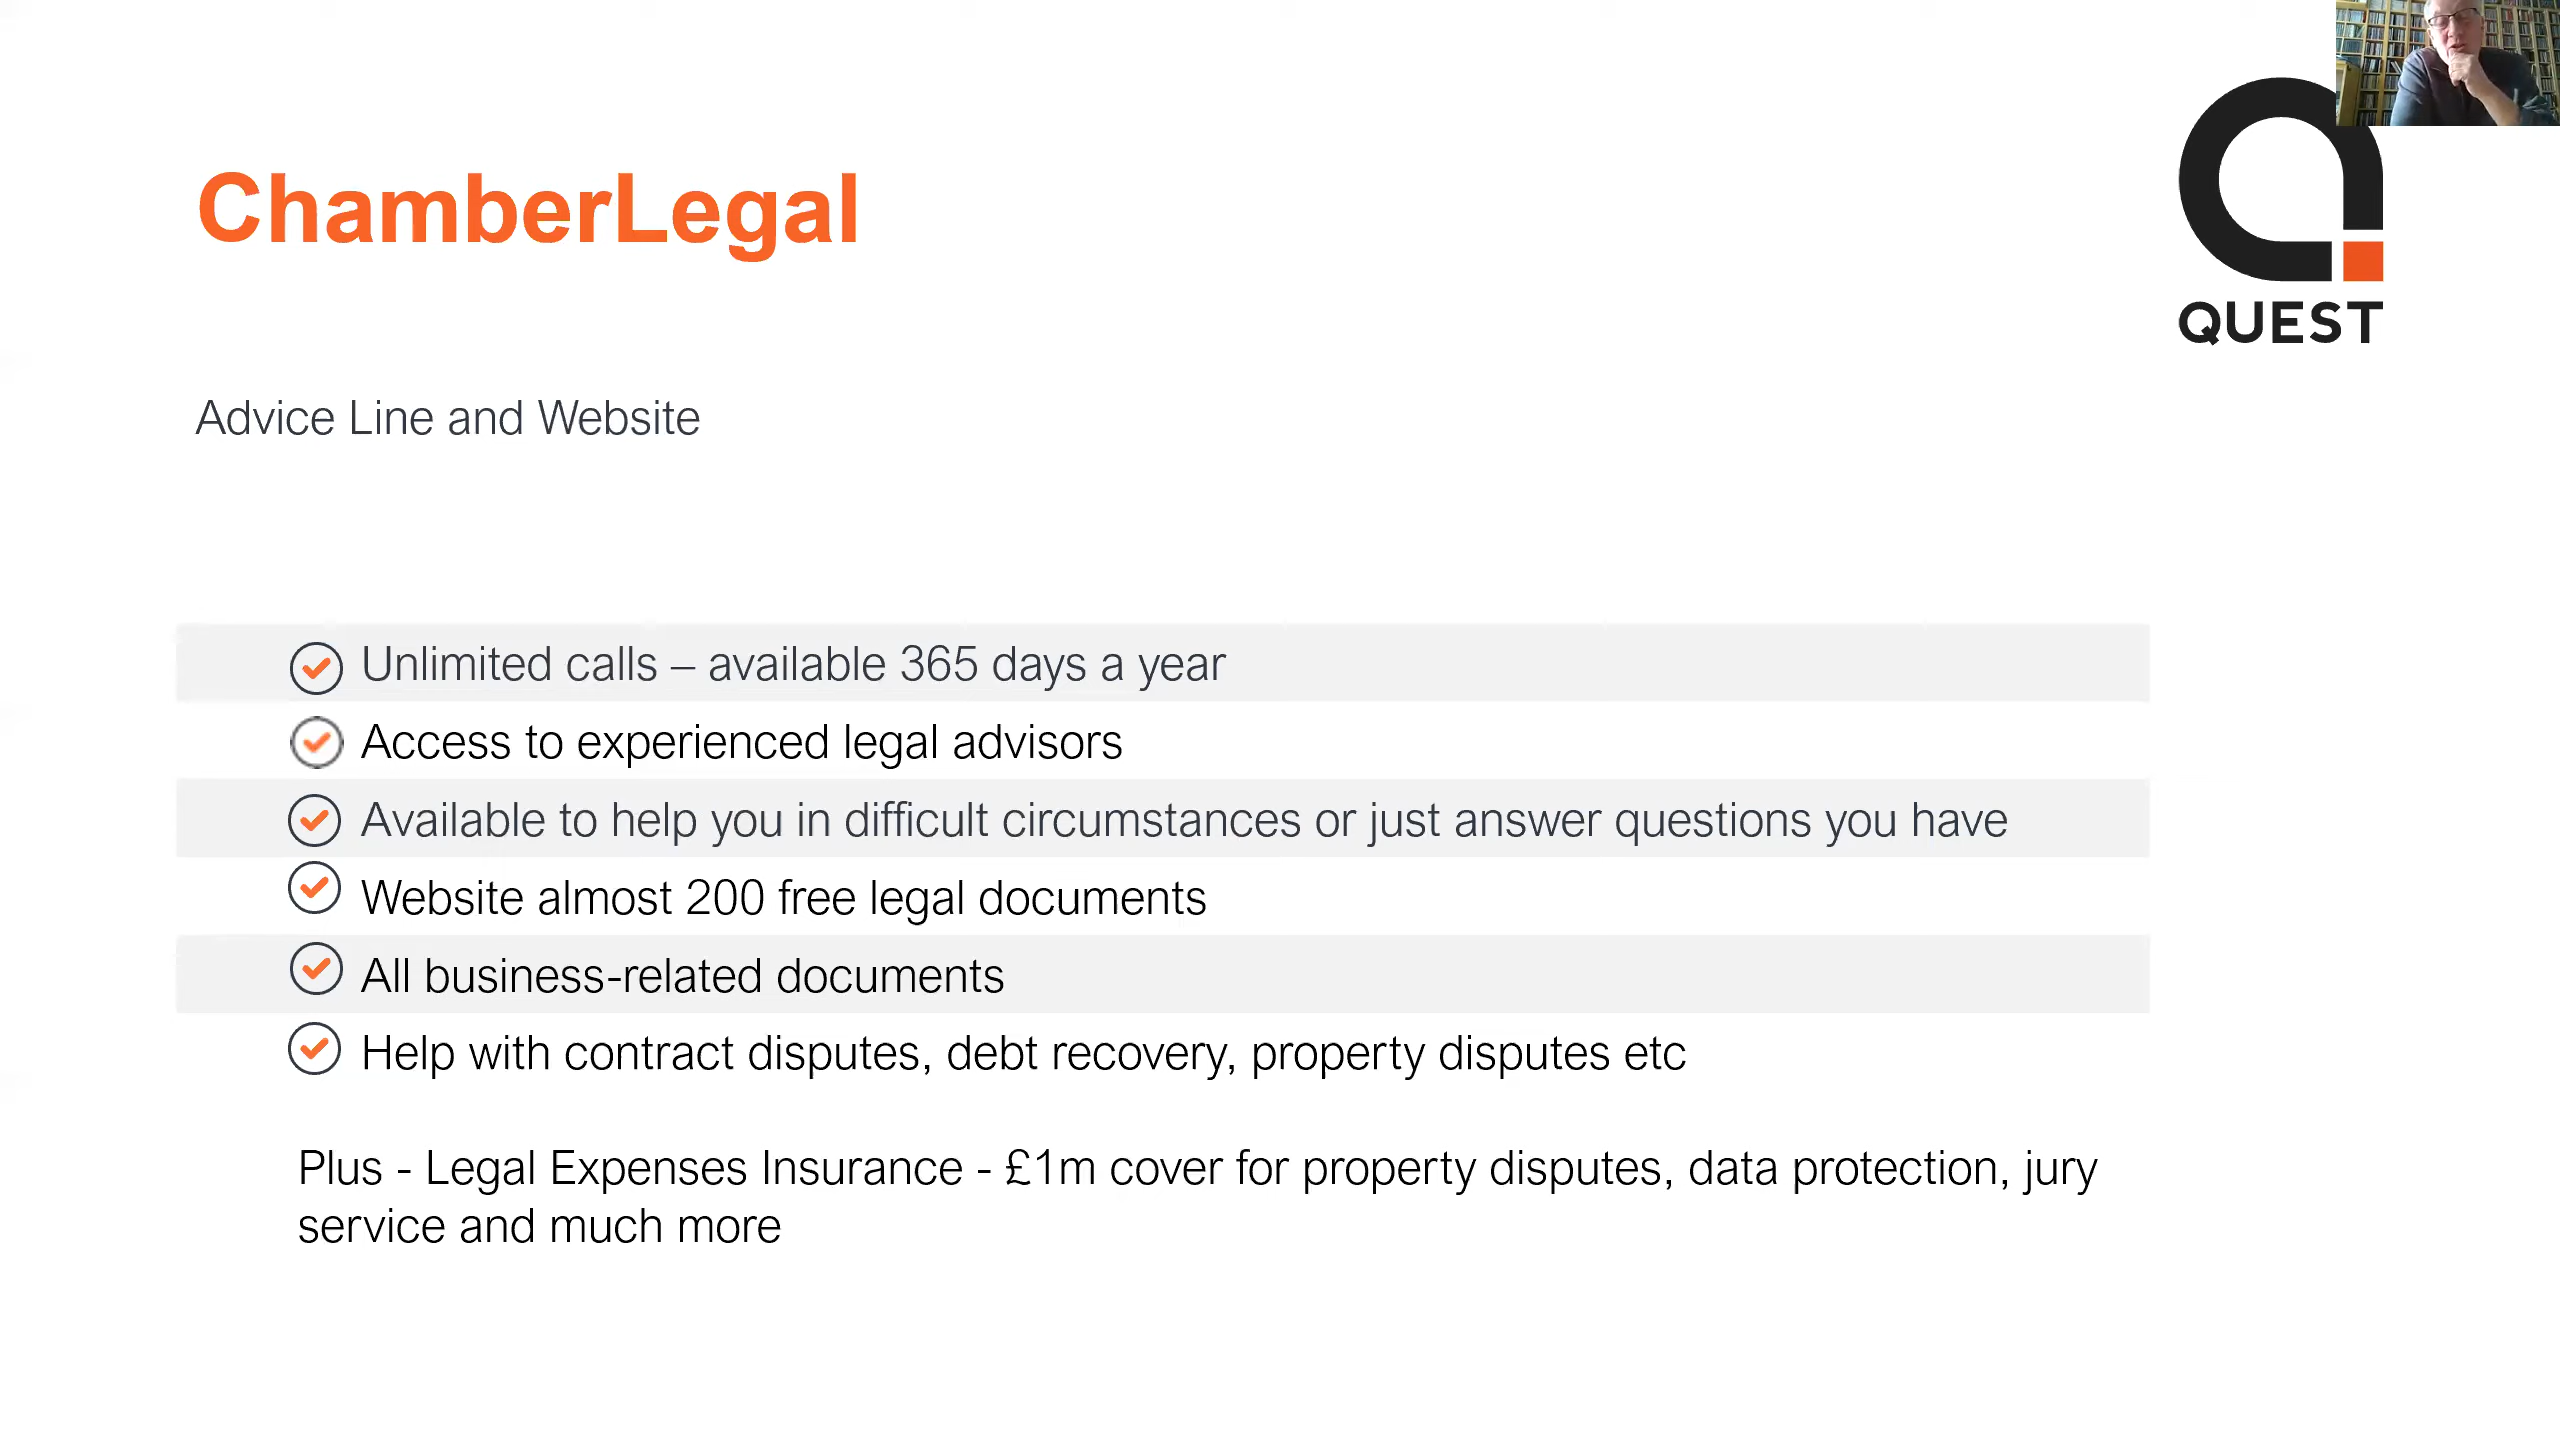 ChamberLegal
QUEST
Advice Line and Website
Unlimited calls – available 365 days a year
Access to experienced legal advisors
Available to help you in difficult circumstances or just answer questions you have
Website almost 200 free legal documents
All business-related documents
Help with contract disputes, debt recovery, property disputes etc
Plus - Legal Expenses Insurance - £1m cover for property disputes, data protection, jury
service and much more